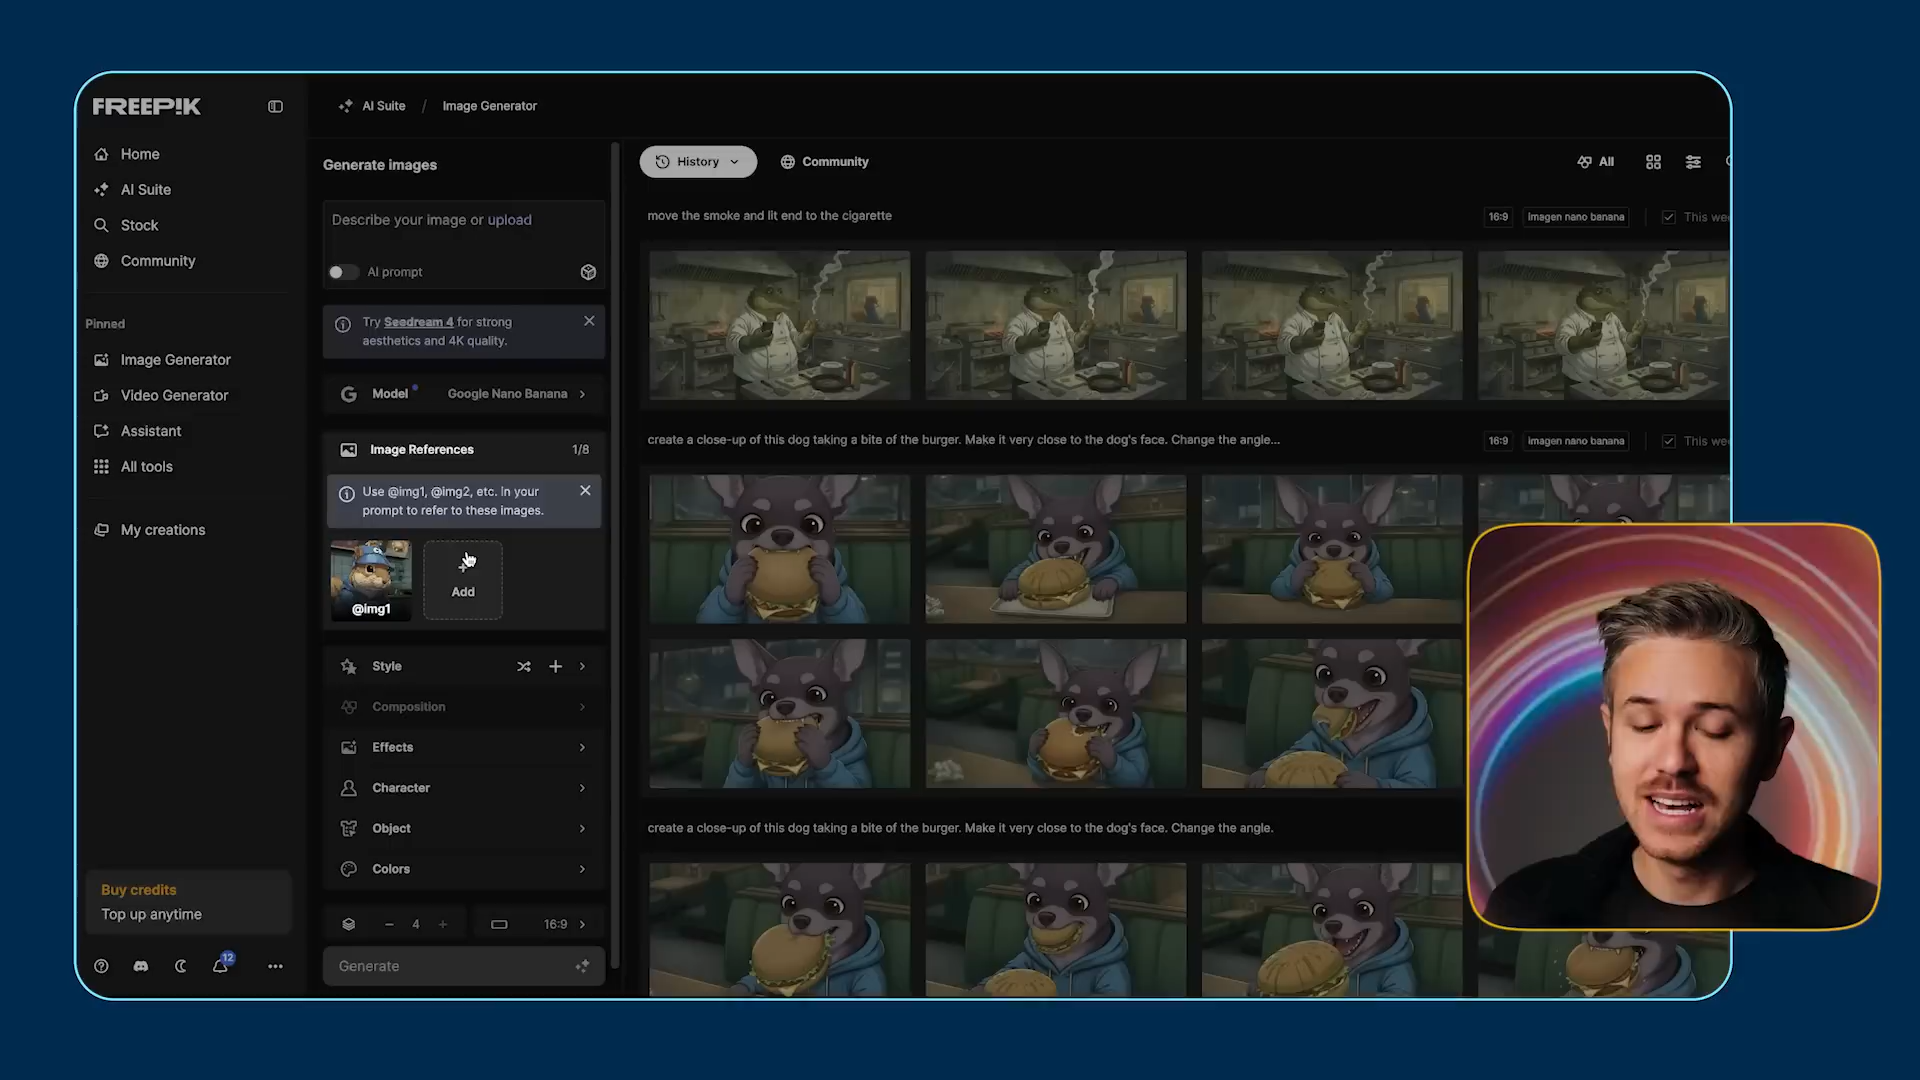 FREEP!K
Home
AI Suite
Stock
Community
Pinned
Image Generator
Video Generator
Assistant
All tools
My creations
Buy credits
Top up anytime
12
AI Suite / Image Generator
Generate images
Describe your image or upload
AI prompt
Try Seedream 4 for strong
aesthetics and 4K quality.
Model
Google Nano Banana
Image References
1/8
Use @img1, @img2, etc. in your
prompt to refer to these images.
@img1
Add
Style
Composition
Effects
Character
Object
Colors
4
16:9
Generate
History
Community
All
move the smoke and lit end to the cigarette
16:9
imagen nano banana
This wee
create a close-up of this dog taking a bite of the burger. Make it very close to the dog's face. Change the angle...
16:9
imagen nano banana
This wee
create a close-up of this dog taking a bite of the burger. Make it very close to the dog's face. Change the angle.